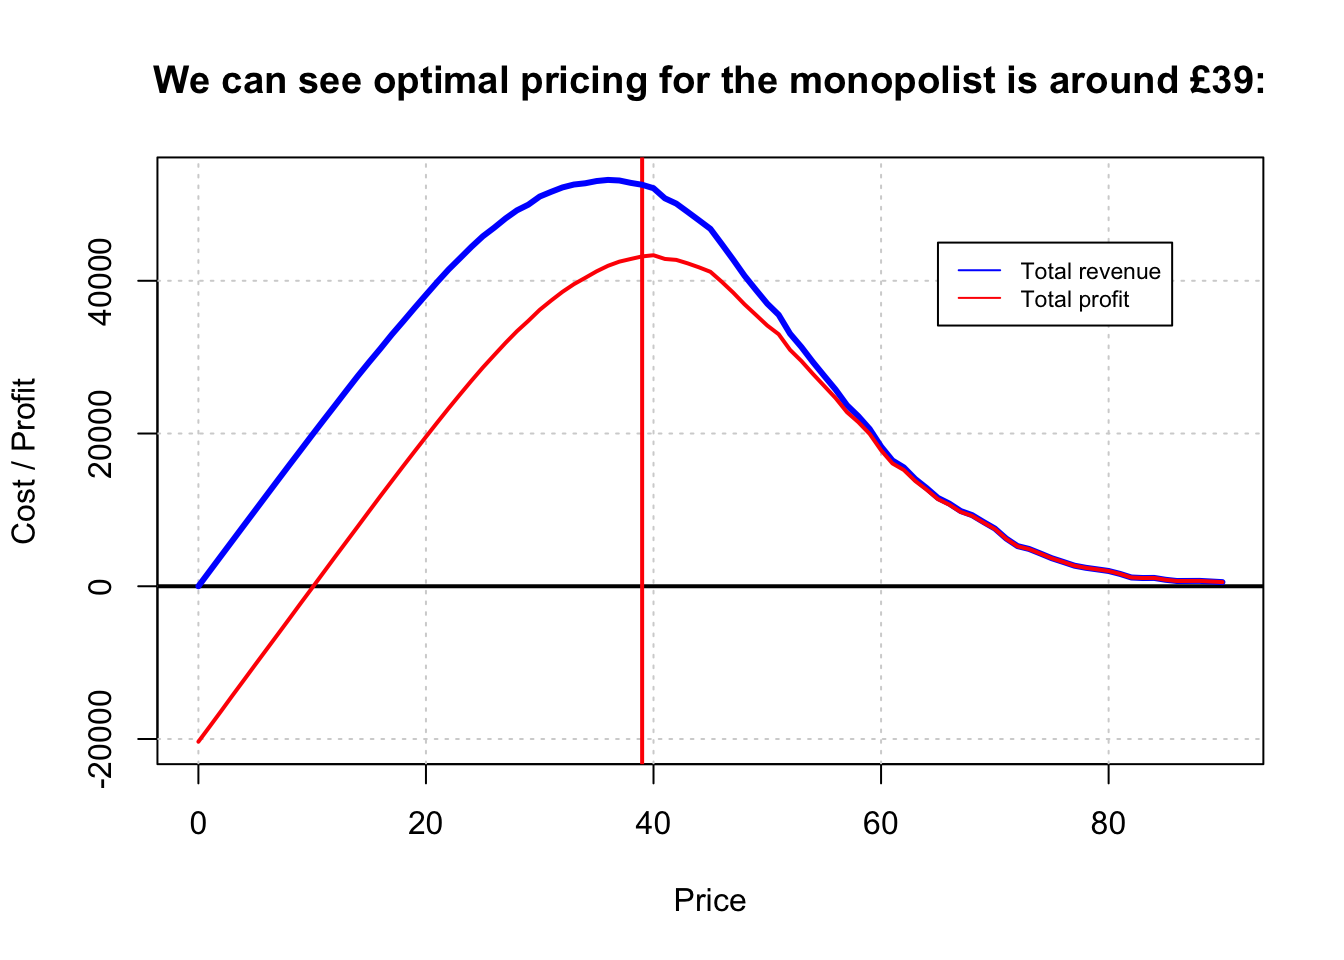 We can see optimal pricing for the monopolist is around £39:
Cost / Profit
40000
20000
0
-20000
Total revenue
Total profit
0 20 40 60 80
Price